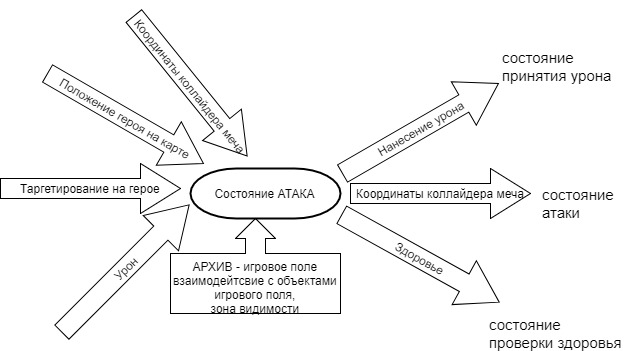 Координаты коллайдера меча
Положение героя на карте
Таргетирование на герое
Урон
Состояние АТАКА
АРХИВ - игровое поле
взаимодейтсвие с объектами
игрового поля,
зона видимости
Нанесение урона
состояние
принятия урона
Координаты коллайдера меча
состояние
атаки
Здоровье
состояние
проверки здоровья